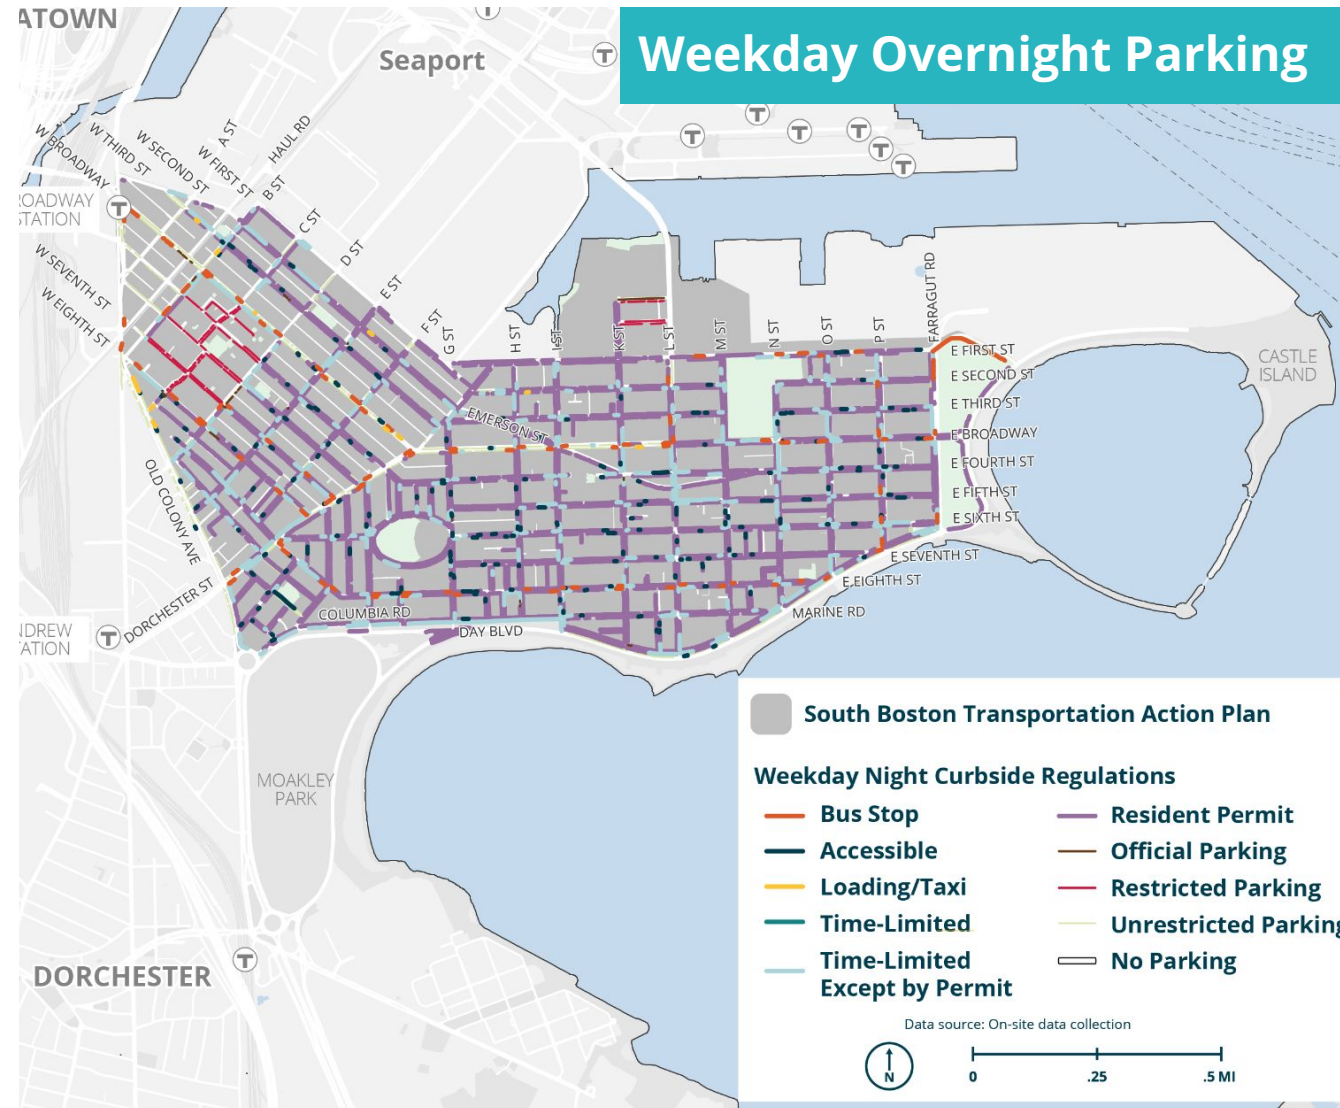 ATOWN
Seaport
Weekday Overnight Parking
T
T
T
T
T
T
T
T
W BROADWAY
W THIRD ST
W SECOND ST
W FIRST ST
A ST
HAUL RD
B ST
C ST
D ST
E ST
F ST
G ST
H ST
I ST
K ST
L ST
M ST
N ST
O ST
P ST
FARRAGUT RD
ROADWAY
STATION
T
W SEVENTH ST
W EIGHTH ST
E FIRST ST
E SECOND ST
E THIRD ST
E BROADWAY
E FOURTH ST
E FIFTH ST
E SIXTH ST
E SEVENTH ST
E EIGHTH ST
MARINE RD
CASTLE
ISLAND
EMERSON ST
OLD COLONY AVE
DORCHESTER ST
COLUMBIA RD
DAY BLVD
NDREW
TATION
T
MOAKLEY
PARK
DORCHESTER
T
South Boston Transportation Action Plan
Weekday Night Curbside Regulations
Bus Stop
Accessible
Loading/Taxi
Time-Limited
Time-Limited
Except by Permit
Resident Permit
Official Parking
Restricted Parking
Unrestricted Parking
No Parking
Data source: On-site data collection
N
0 .25 .5 MI